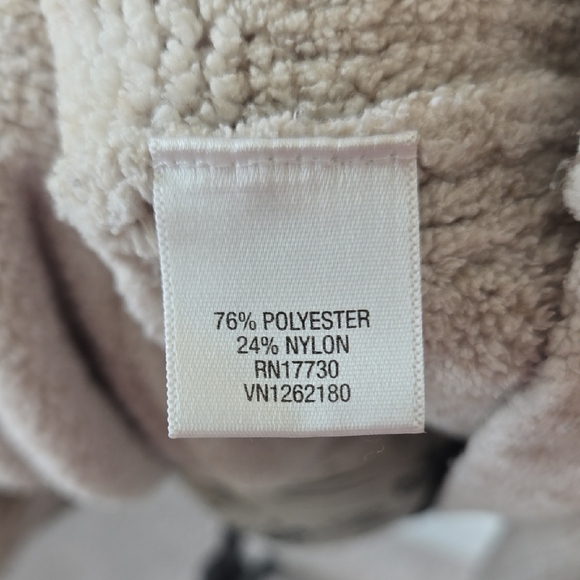 76% POLYESTER
24% NYLON
RN17730
VN1262180